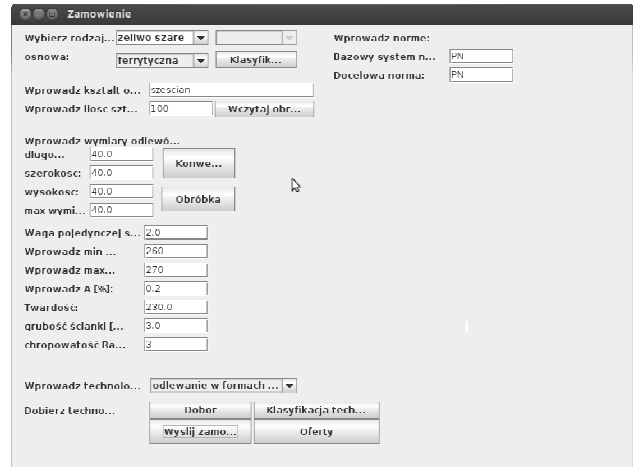 Zamowienie
Wybierz rodzaj... zeliwo szare
osnowa: ferrytyczna Klasyfik...
Wprowadz ksztalt o... szescian
Wprowadz ilosc szt... 100 Wczytaj obr...
Wprowadz norme:
Bazowy system n... PN
Docelowa norma: PN
Wprowadz wymiary odlewó...
dlugo... 40.0
szerokosc: 40.0
Konwe...
wysokosc: 40.0
max wymi... 40.0
Obróbka
Waga pojedynczej s... 2.0
Wprowadz min ... 260
Wprowadz max... 270
Wprowadz A [%]: 0.2
Twardość: 230.0
grubość ścianki [... 3.0
chropowatość Ra... 3
Wprowadz technolo... odlewanie w formach ...
Dobierz techno... Dobor Klasyfikacja tech...
Wyslij zamo... Oferty